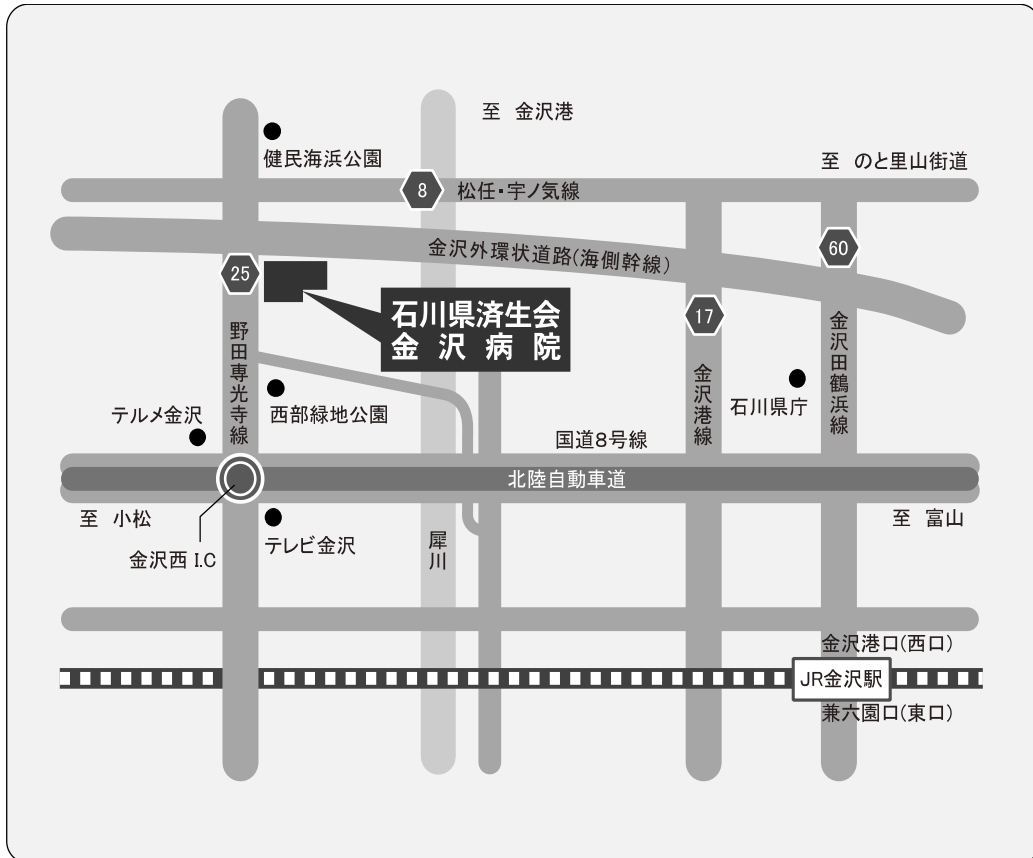 至 金沢港
健民海浜公園
至 のと里山街道
8
松任・宇ノ気線
金沢外環状道路(海側幹線)
60
25
石川県済生会
金沢病院
17
野田専光寺線
金沢港線
金沢田鶴浜線
石川県庁
西部緑地公園
テルメ金沢
国道8号線
北陸自動車道
至 小松
至 富山
金沢西 I.C
テレビ金沢
犀川
金沢港口(西口)
JR金沢駅
兼六園口(東口)